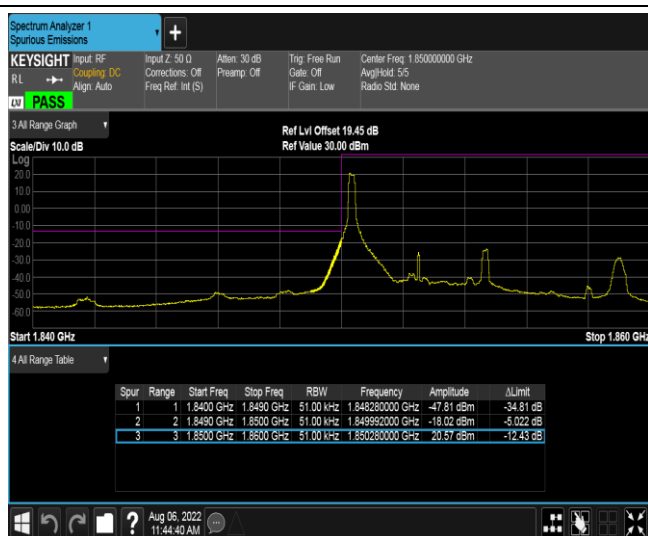 Spectrum Analyzer 1
Spurious Emissions
+
KEYSIGHT Input: RF Input Z: 50 Ω Atten: 30 dB Trig: Free Run Center Freq: 1.850000000 GHz
RL Coupling: DC Corrections: Off Preamp: Off Gate: Off Avg|Hold: 5/5
Align: Auto Freq Ref: Int (S) IF Gain: Low Radio Std: None
LXI PASS
3 All Range Graph
Ref Lvl Offset 19.45 dB
Scale/Div 10.0 dB Ref Value 30.00 dBm
Log
20.0
10.0
0.00
-10.0
-20.0
-30.0
-40.0
-50.0
-60.0
Start 1.840 GHz Stop 1.860 GHz
4 All Range Table
Spur Range Start Freq Stop Freq RBW Frequency Amplitude ΔLimit
1 1 1.8400 GHz 1.8490 GHz 51.00 kHz 1.848280000 GHz -47.81 dBm -34.81 dB
2 2 1.8490 GHz 1.8500 GHz 51.00 kHz 1.849992000 GHz -18.02 dBm -5.022 dB
3 3 1.8500 GHz 1.8600 GHz 51.00 kHz 1.850280000 GHz 20.57 dBm -12.43 dB
? Aug 06, 2022
11:44:40 AM